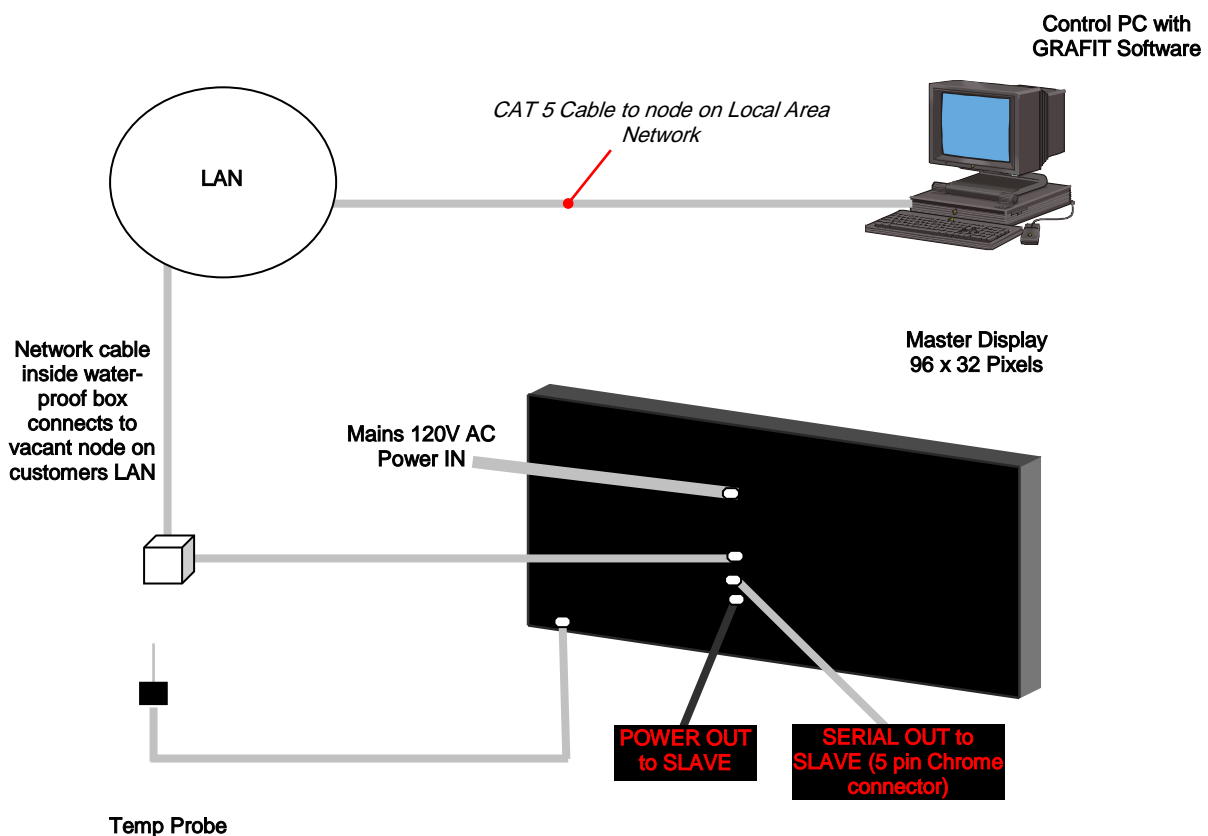 Control PC with
GRAFIT Software
CAT 5 Cable to node on Local Area
Network
LAN
Network cable
inside water-
proof box
connects to
vacant node on
customers LAN
Master Display
96 x 32 Pixels
Mains 120V AC
Power IN
POWER OUT
to SLAVE
SERIAL OUT to
SLAVE (5 pin Chrome
connector)
Temp Probe